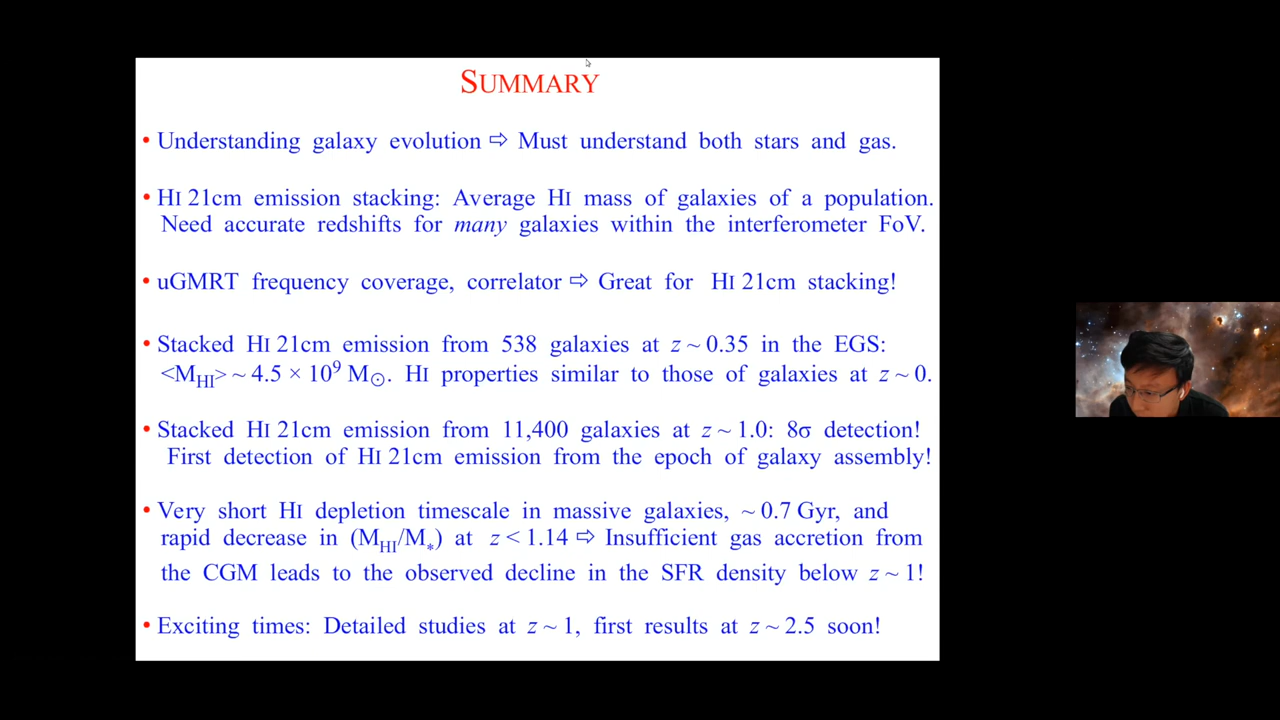 SUMMARY
• Understanding galaxy evolution ⇨ Must understand both stars and gas.
• HI 21cm emission stacking: Average HI mass of galaxies of a population.
Need accurate redshifts for many galaxies within the interferometer FoV.
• uGMRT frequency coverage, correlator ⇨ Great for HI 21cm stacking!
• Stacked HI 21cm emission from 538 galaxies at z ~ 0.35 in the EGS:
<M_HI> ~ 4.5 × 10⁹ M☉. HI properties similar to those of galaxies at z ~ 0.
• Stacked HI 21cm emission from 11,400 galaxies at z ~ 1.0: 8σ detection!
First detection of HI 21cm emission from the epoch of galaxy assembly!
• Very short HI depletion timescale in massive galaxies, ~ 0.7 Gyr, and
rapid decrease in (M_HI/M_*) at z < 1.14 ⇨ Insufficient gas accretion from
the CGM leads to the observed decline in the SFR density below z ~ 1!
• Exciting times: Detailed studies at z ~ 1, first results at z ~ 2.5 soon!